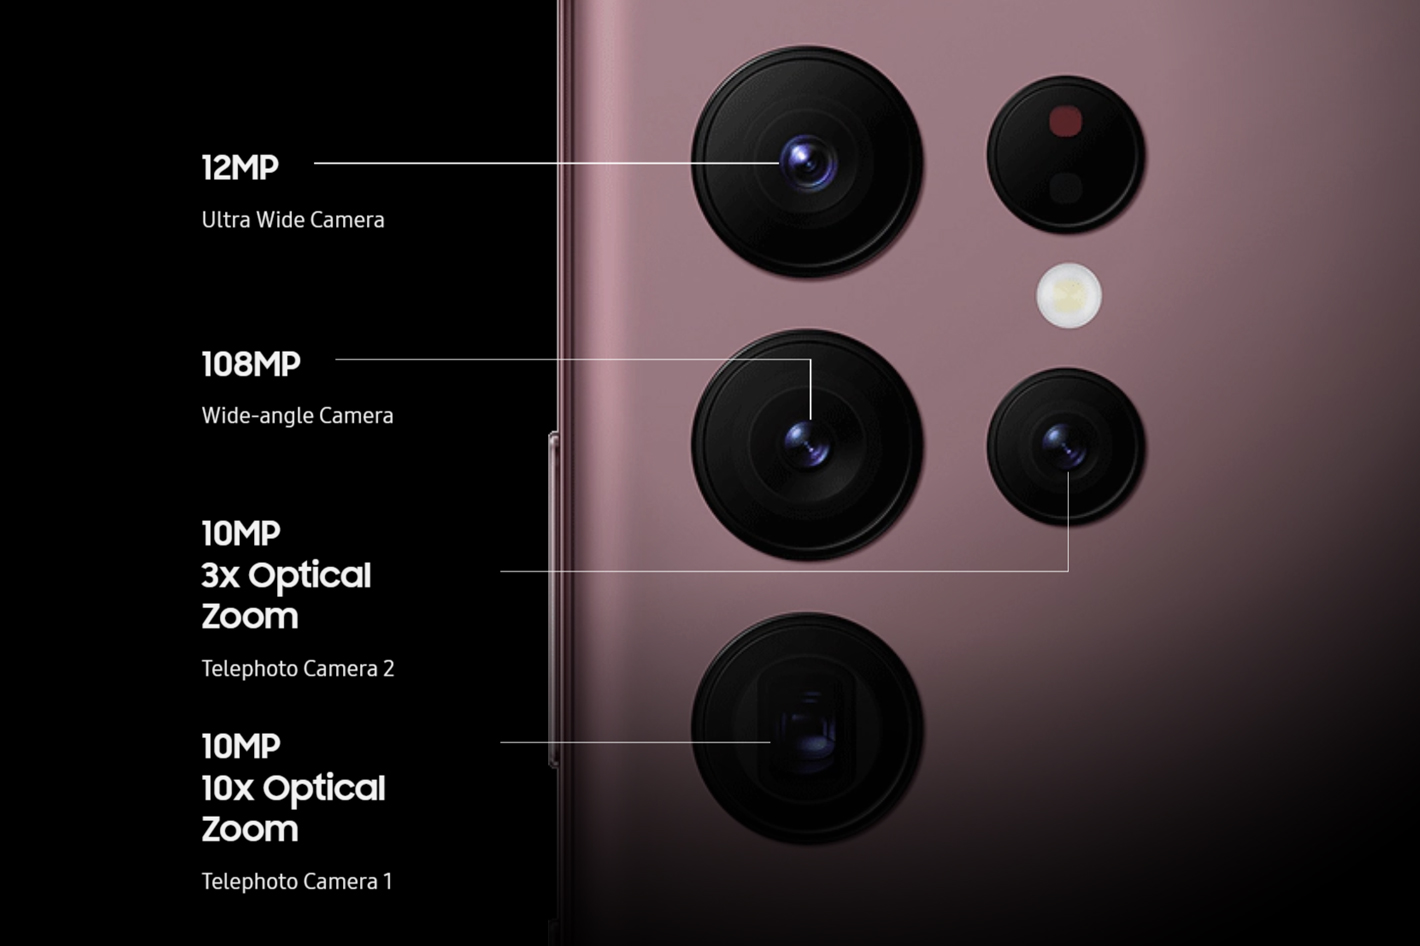 12MP
Ultra Wide Camera
108MP
Wide-angle Camera
10MP
3x Optical
Zoom
Telephoto Camera 2
10MP
10x Optical
Zoom
Telephoto Camera 1